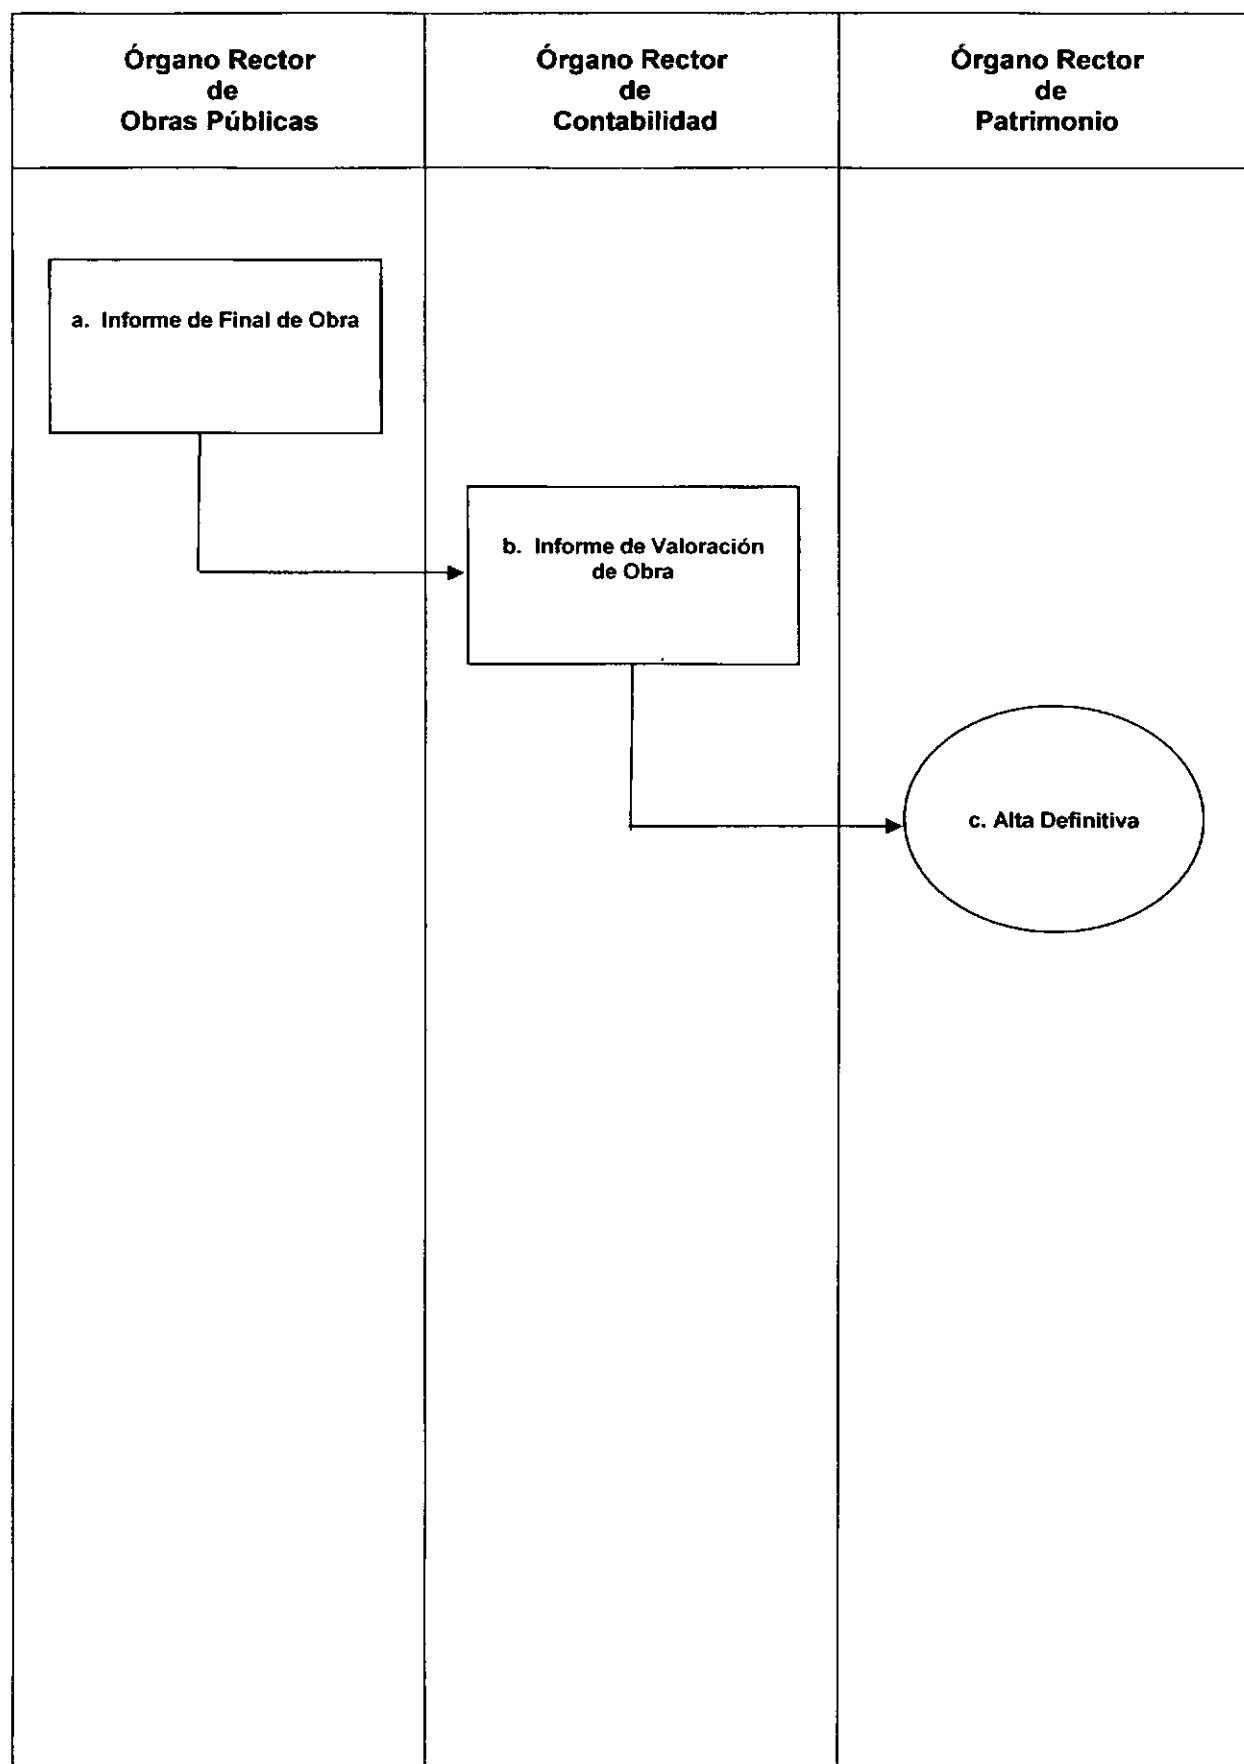 Órgano Rector
de
Obras Públicas
Órgano Rector
de
Contabilidad
Órgano Rector
de
Patrimonio
a. Informe de Final de Obra
b. Informe de Valoración
de Obra
c. Alta Definitiva